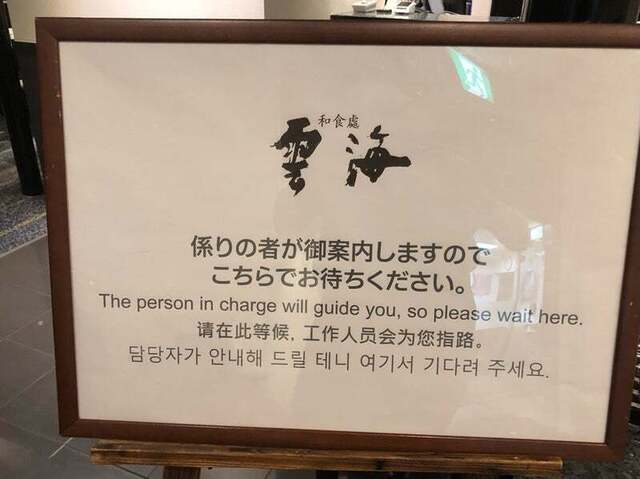 和食處
雲海
係りの者が御案内しますので
こちらでお待ちください。
The person in charge will guide you, so please wait here.
请在此等候，工作人员会为您指路。
담당자가 안내해 드릴 테니 여기서 기다려 주세요.